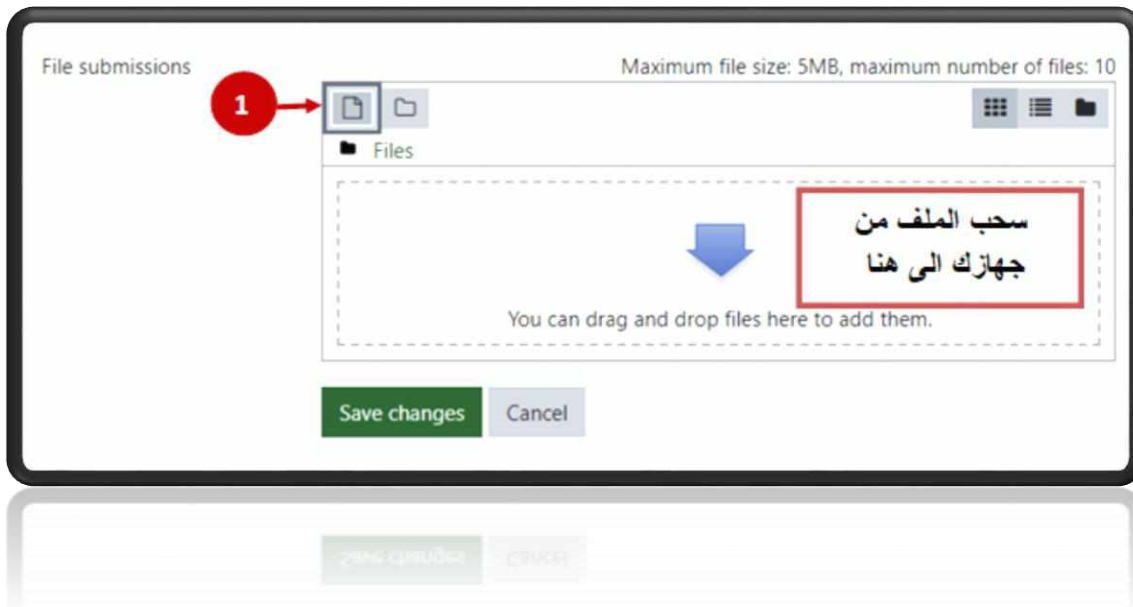 File submissions
Maximum file size: 5MB, maximum number of files: 10
1
Files
سحب الملف من
جهازك الى هنا
You can drag and drop files here to add them.
Save changes
Cancel